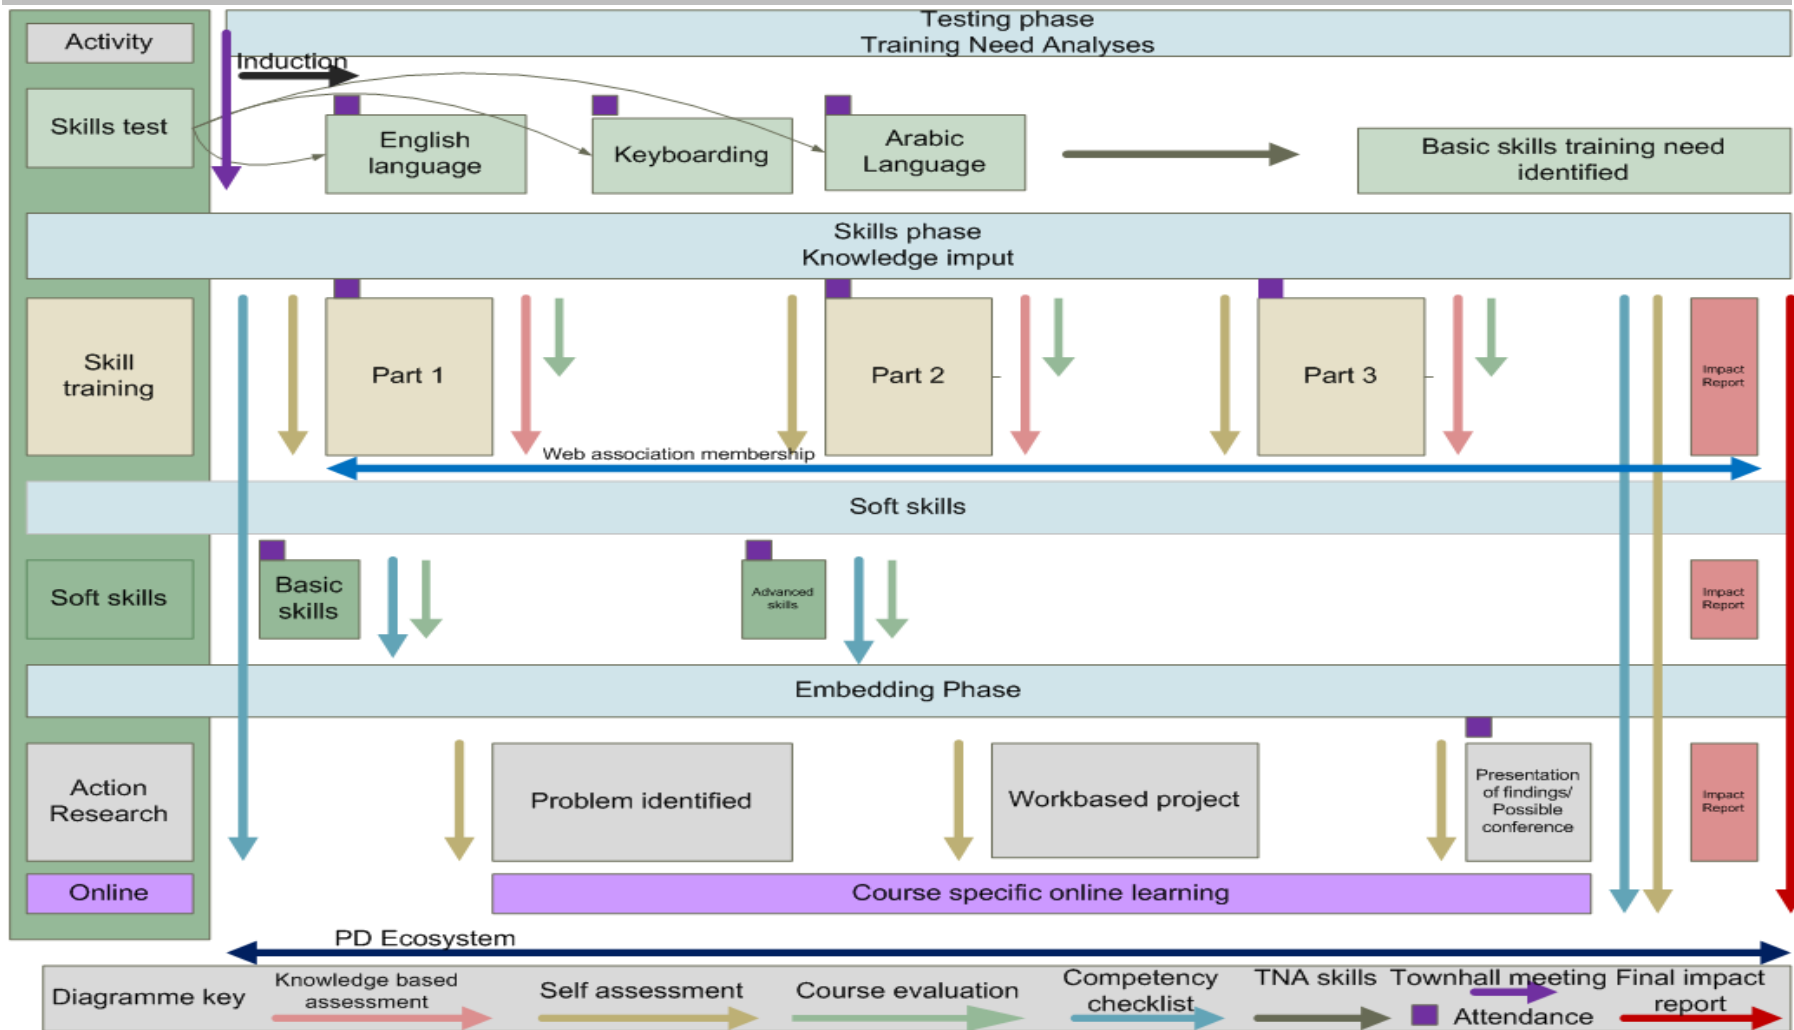 Testing phase
Training Need Analyses
Activity
Induction
Skills test
English
language
Keyboarding
Arabic
Language
Basic skills training need
identified
Skills phase
Knowledge imput
Skill
training
Part 1
Part 2
Part 3
Impact
Report
Web association membership
Soft skills
Soft skills
Basic
skills
Advanced
skills
Impact
Report
Embedding Phase
Action
Research
Problem identified
Workbased project
Presentation
of findings/
Possible
conference
Impact
Report
Online
Course specific online learning
PD Ecosystem
Diagramme key
Knowledge based
assessment
Self assessment
Course evaluation
Competency
checklist
TNA skills
Townhall meeting
Attendance
Final impact
report